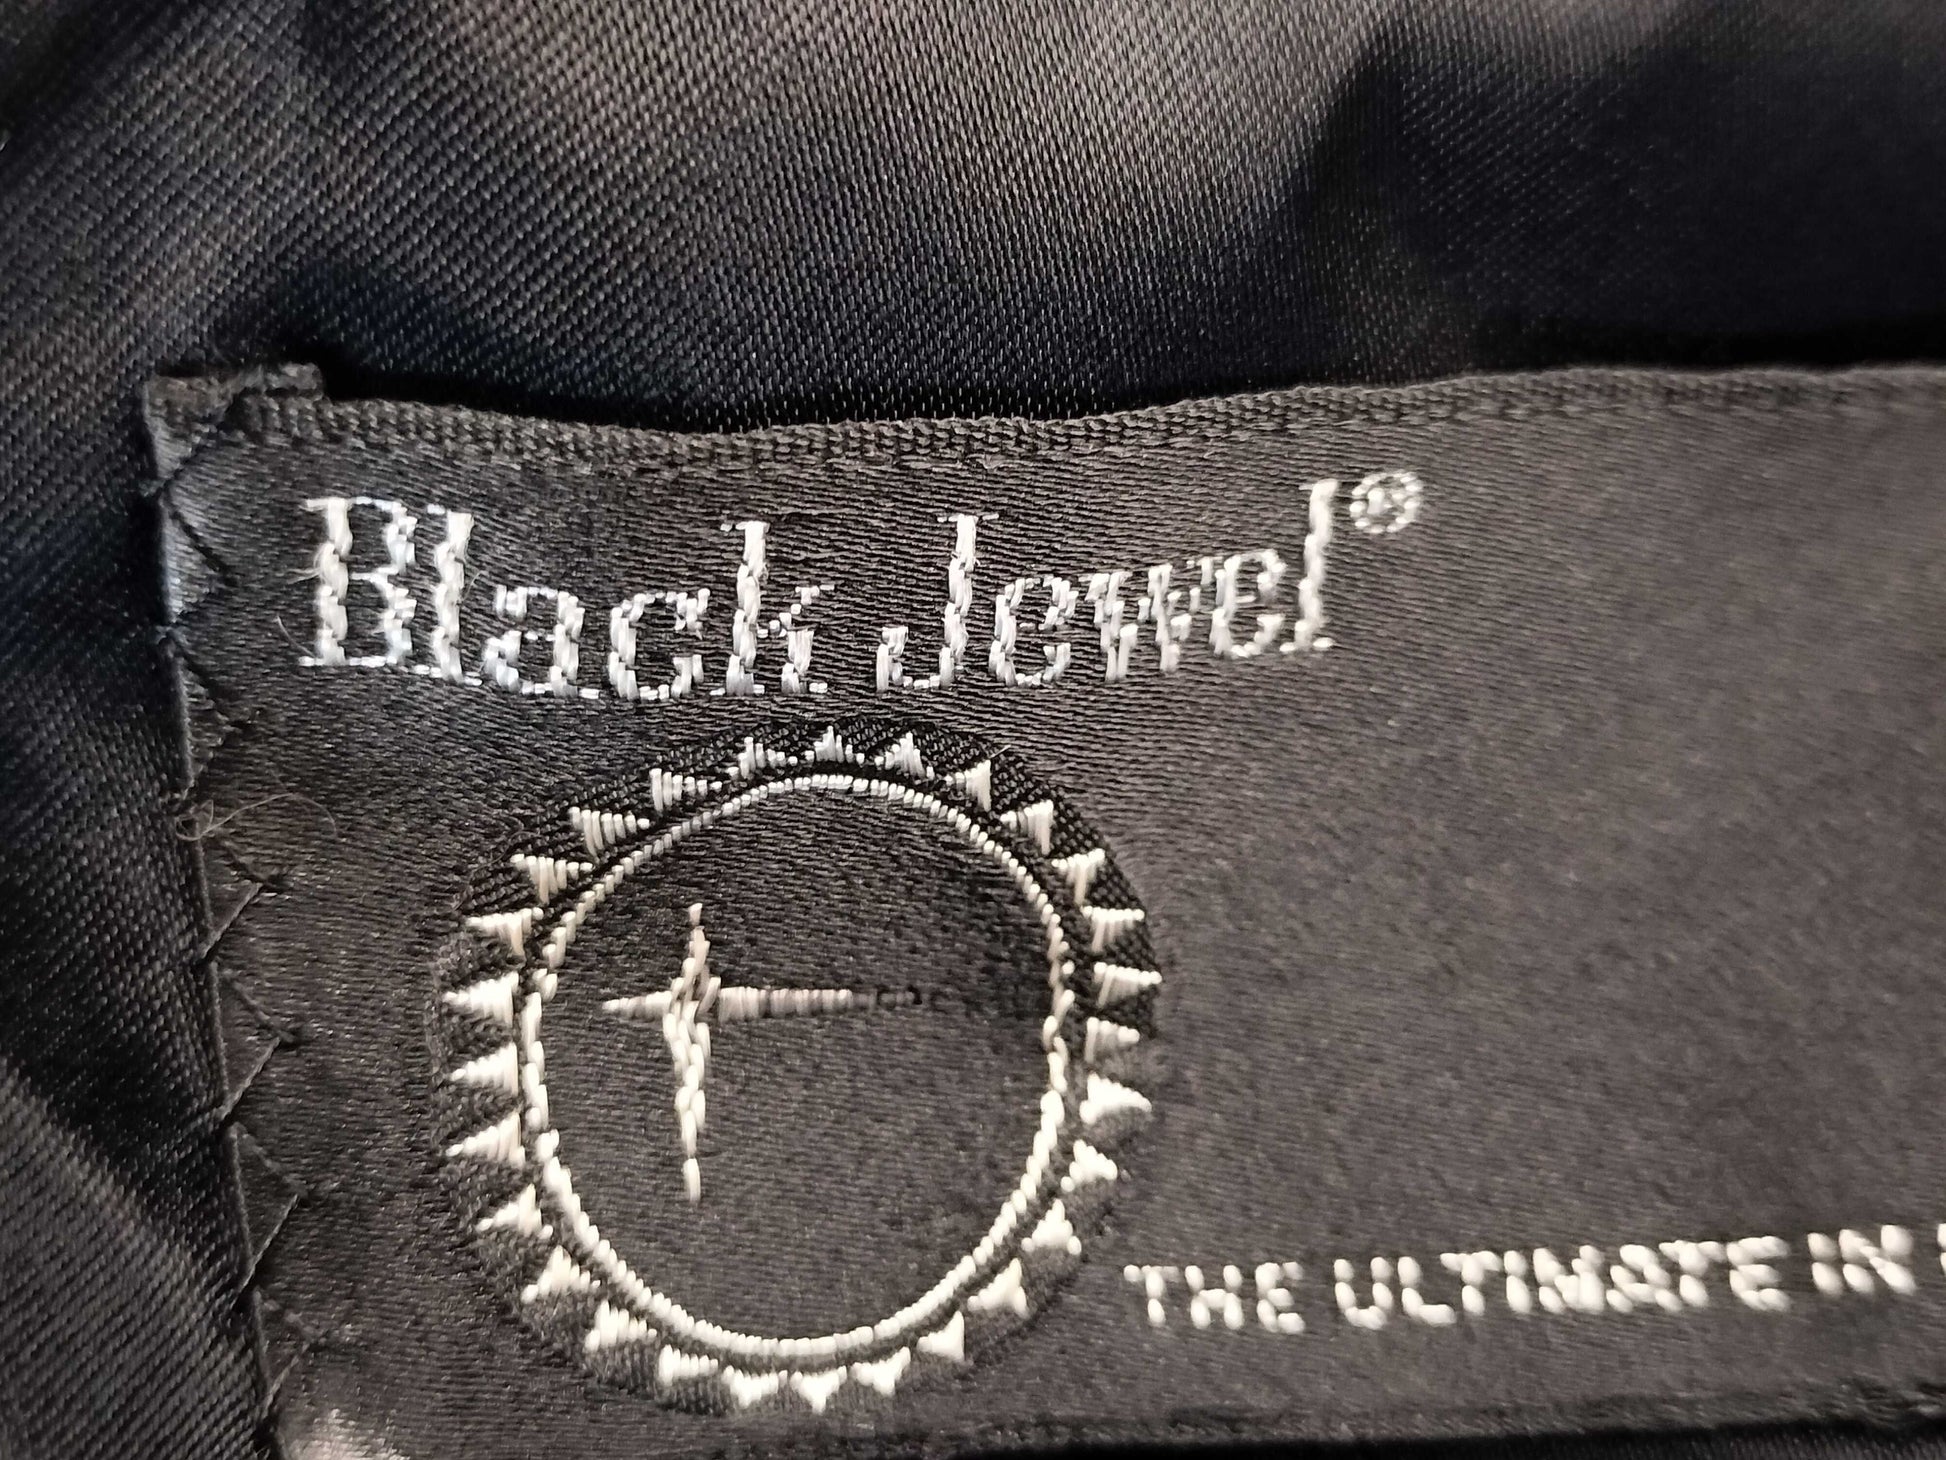 Black Jewel®
THE ULTIMATE IN